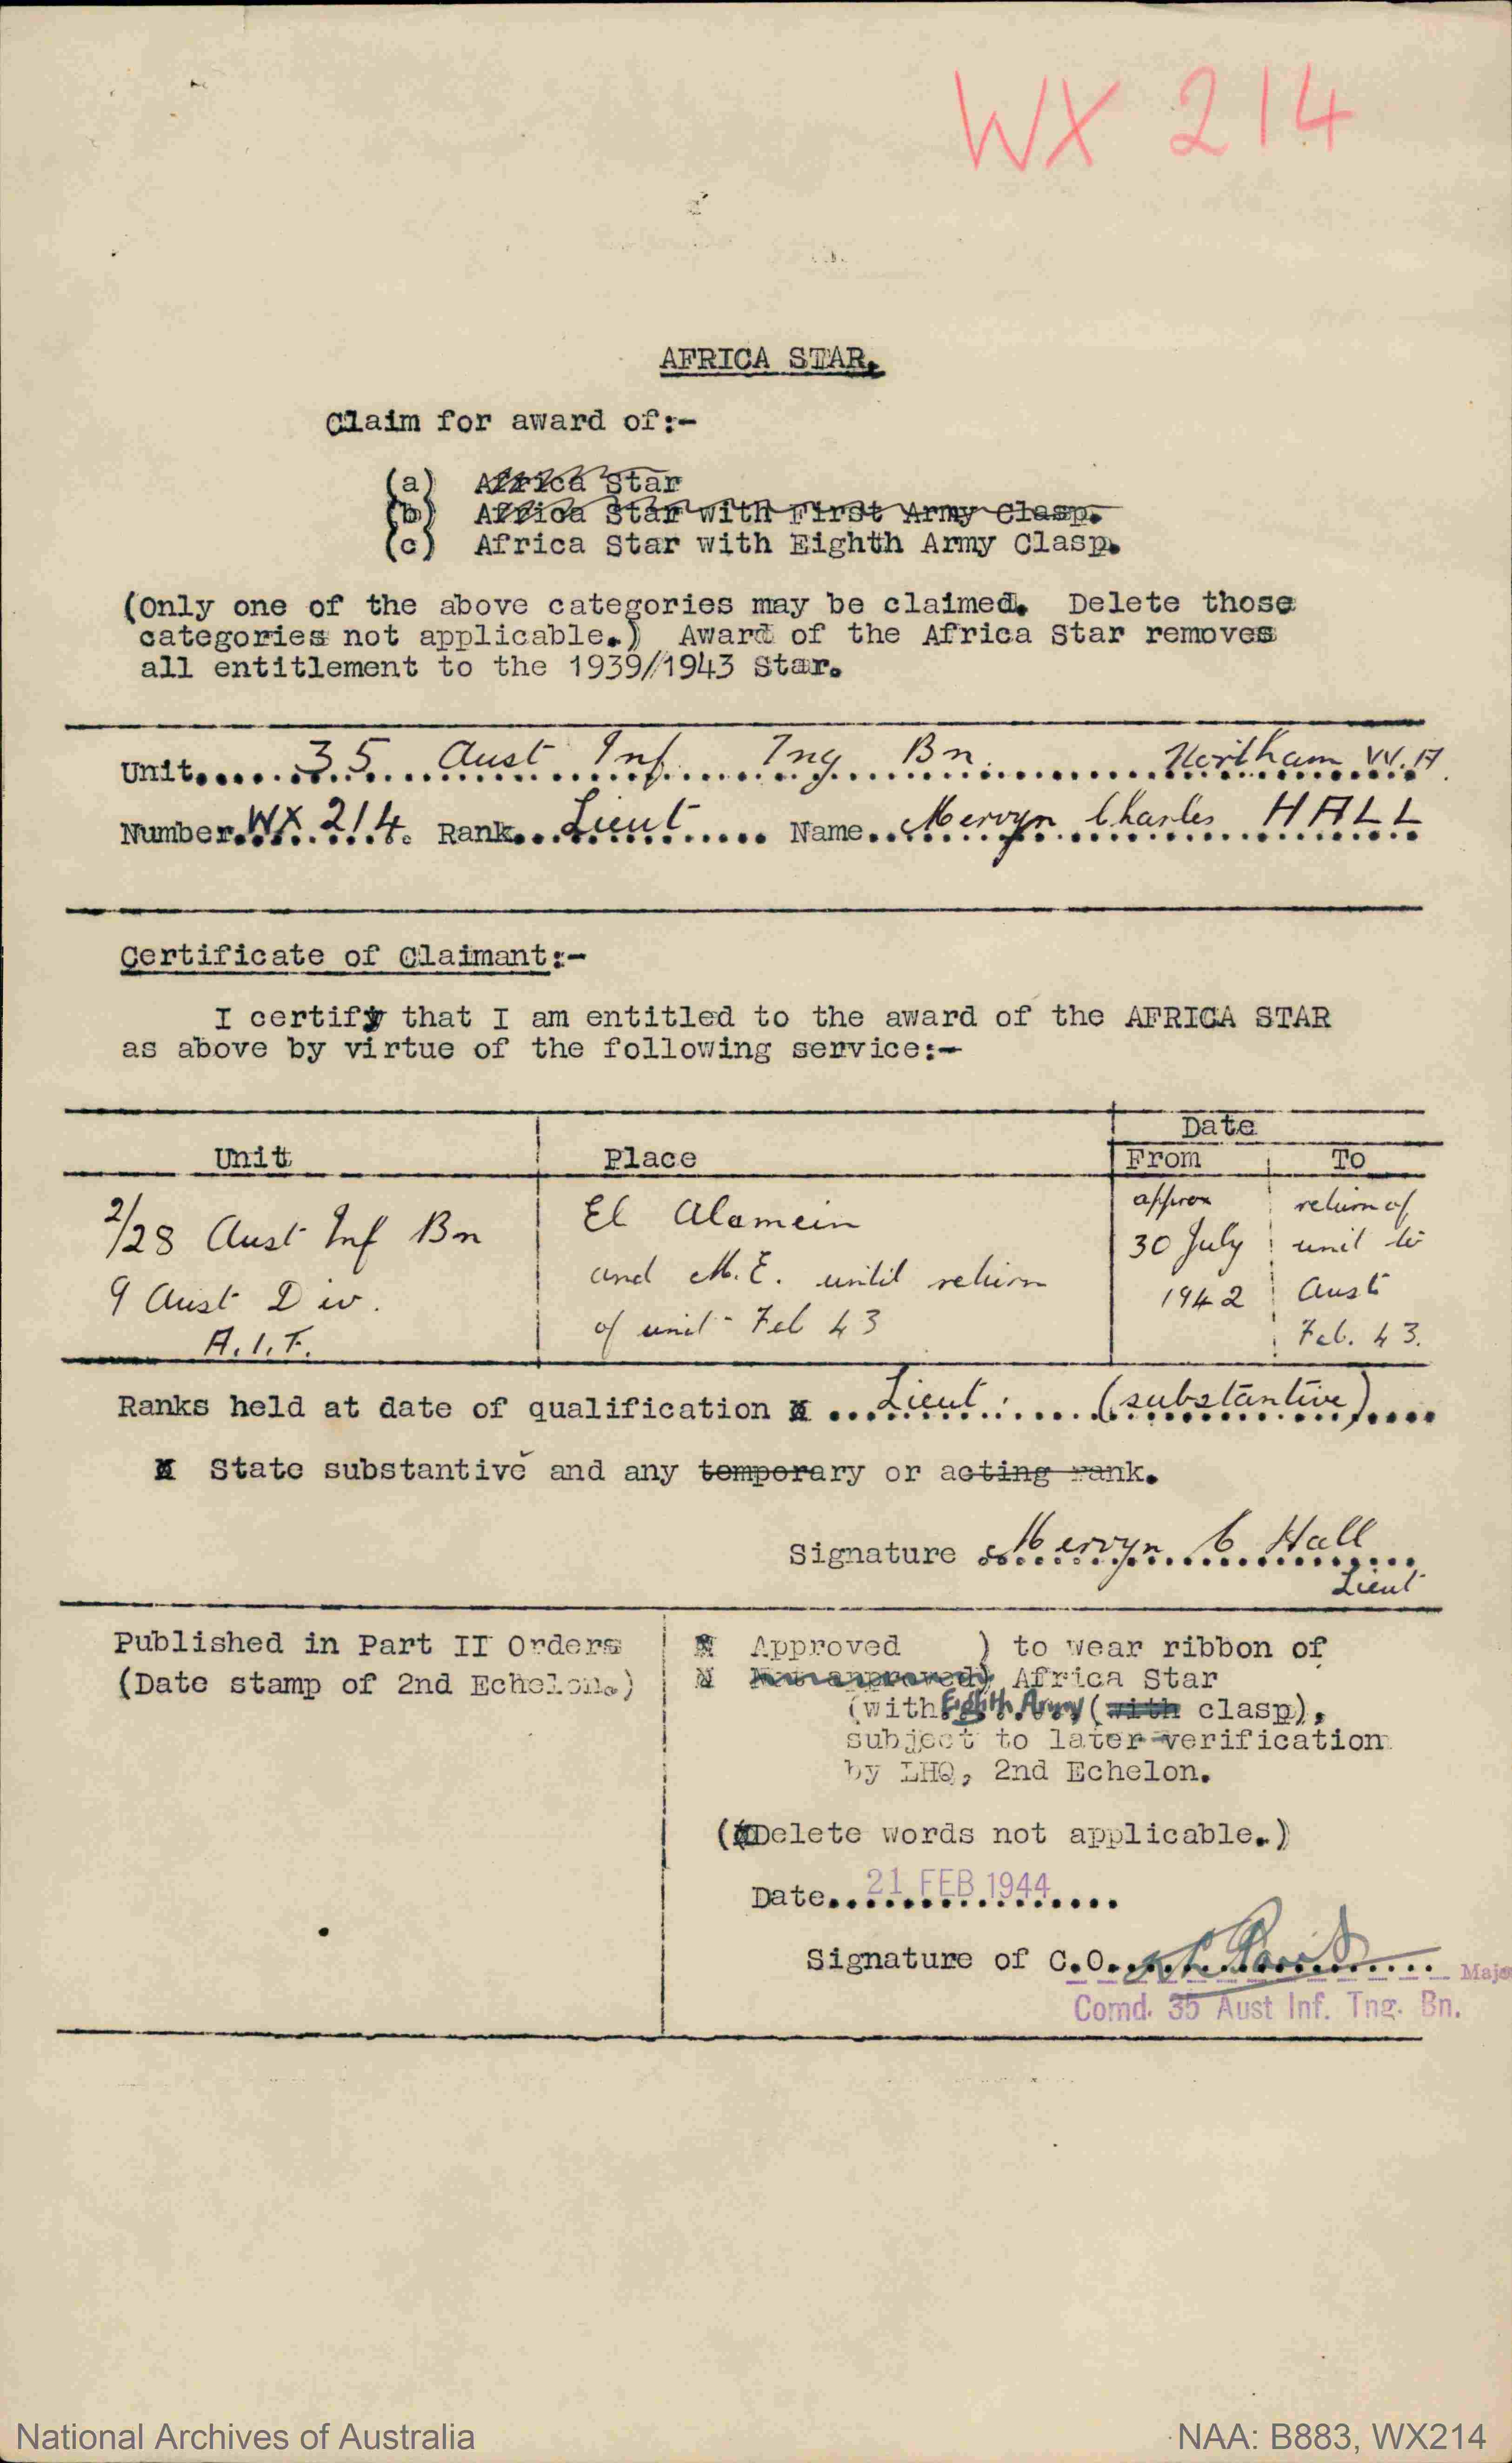 WX 214
AFRICA STAR.
Claim for award of:-
(a) Africa Star
(b) Africa Star with First Army Clasp.
(c) Africa Star with Eighth Army Clasp.
(Only one of the above categories may be claimed. Delete those
categories not applicable.) Award of the Africa Star removes
all entitlement to the 1939/1943 Star.
Unit 35 Aust Inf Tng Bn. Northam W.A.
Number WX 214. Rank Lieut Name Mervyn Charles HALL
Certificate of Claimant:-
I certify that I am entitled to the award of the AFRICA STAR
as above by virtue of the following service:-
Date
Unit Place From To
2/28 Aust Inf Bn El Alamein approx return of
9 Aust Div. and M.E. until return 30 July unit to
A.I.F. of unit - Feb 43 1942 Aust
Feb. 43.
Ranks held at date of qualification x Lieut. (substantive)
x State substantive and any temporary or acting rank.
Signature Mervyn C Hall
Lieut
Published in Part II Orders
(Date stamp of 2nd Echelon.)
x Approved ) to wear ribbon of
x Not approved) Africa Star
(with Eighth Army (with clasp),
subject to later verification
by LHQ, 2nd Echelon.
(x Delete words not applicable.)
Date 21 FEB 1944
Signature of C.O. Majo
Comd. 35 Aust Inf. Tng. Bn.
National Archives of Australia NAA: B883, WX214